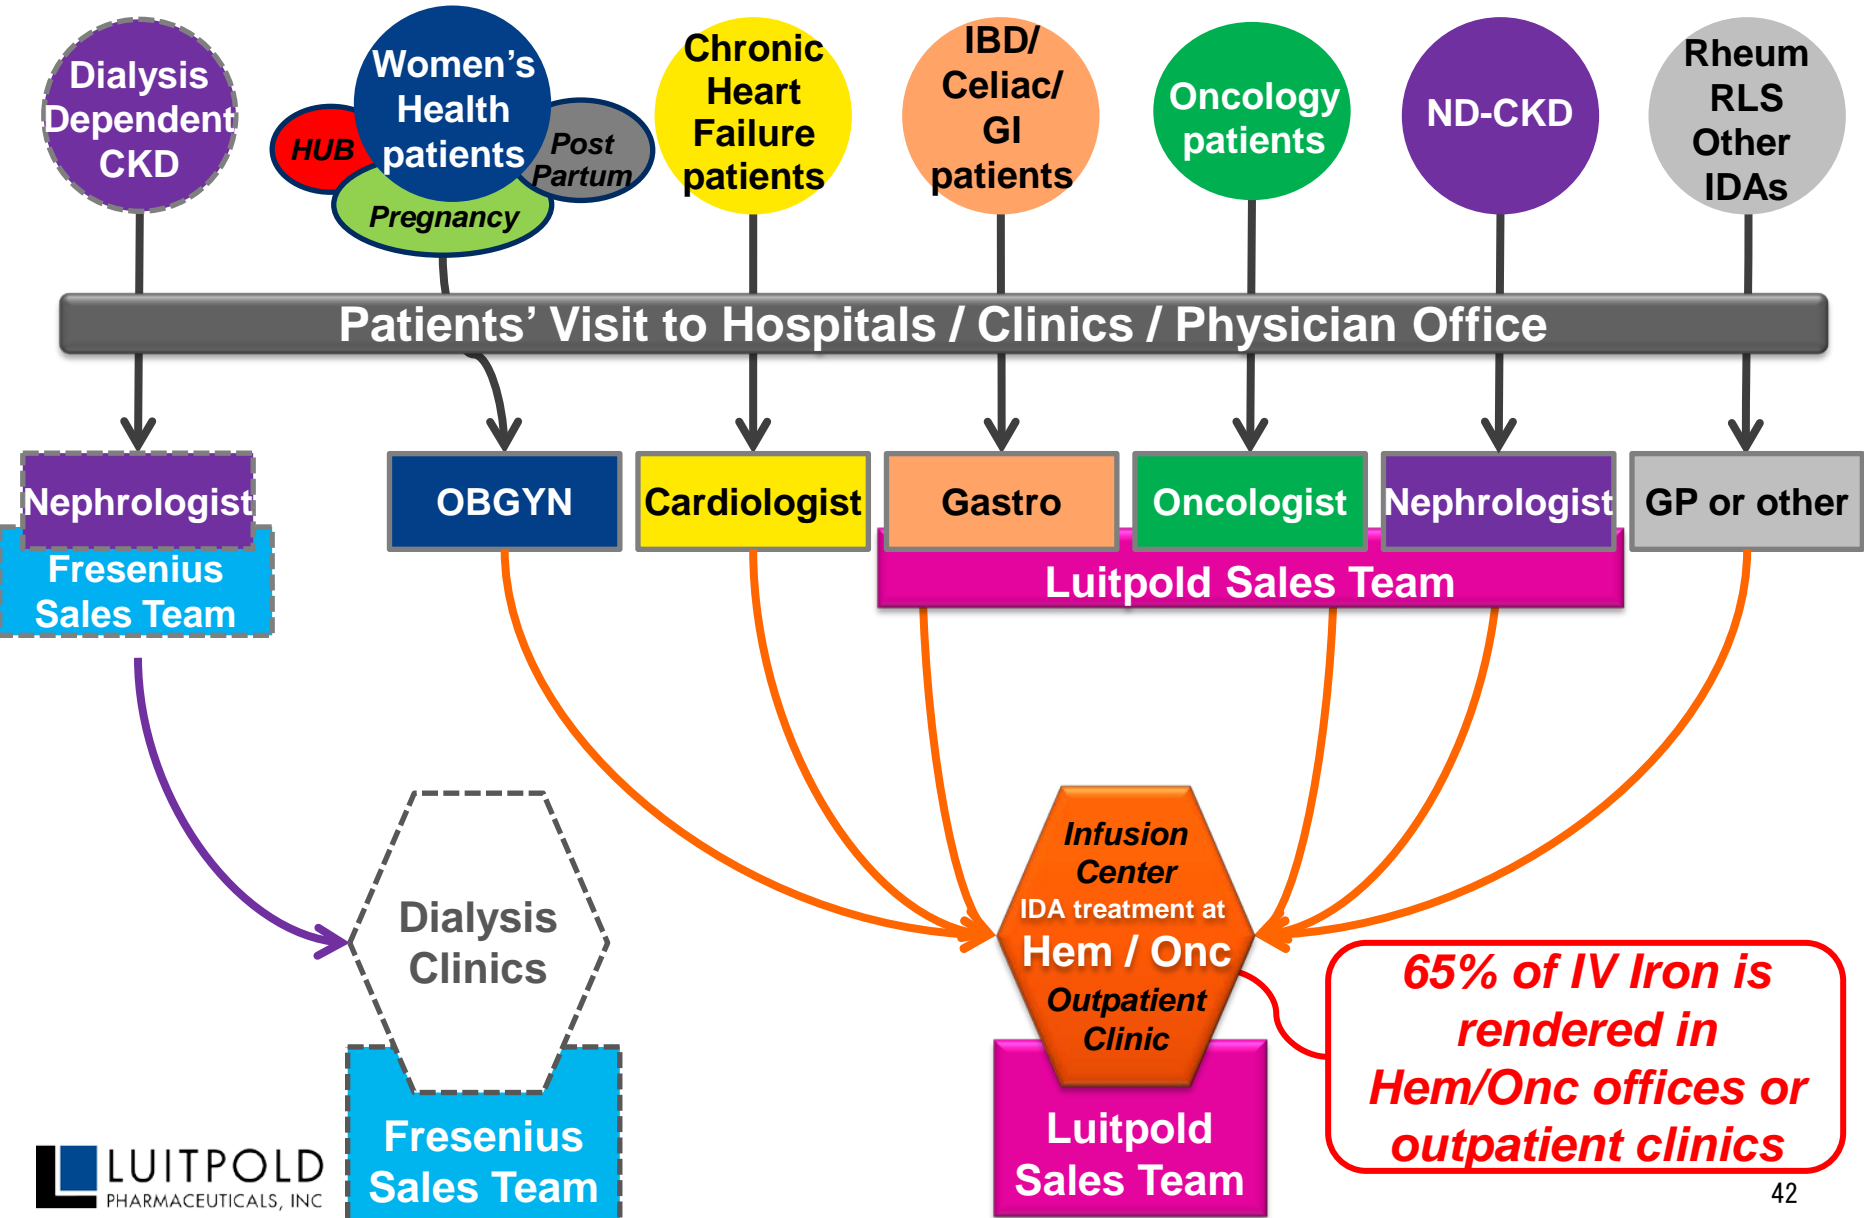 Dialysis
Dependent
CKD
Women's
Health
patients
HUB
Post
Partum
Pregnancy
Chronic
Heart
Failure
patients
IBD/
Celiac/
GI
patients
Oncology
patients
ND-CKD
Rheum
RLS
Other
IDAs
Patients' Visit to Hospitals / Clinics / Physician Office
Nephrologist
OBGYN
Cardiologist
Gastro
Oncologist
Nephrologist
GP or other
Fresenius
Sales Team
Luitpold Sales Team
Dialysis
Clinics
Fresenius
Sales Team
Infusion
Center
IDA treatment at
Hem / Onc
Outpatient
Clinic
Luitpold
Sales Team
65% of IV Iron is
rendered in
Hem/Onc offices or
outpatient clinics
LUITPOLD
PHARMACEUTICALS, INC
42